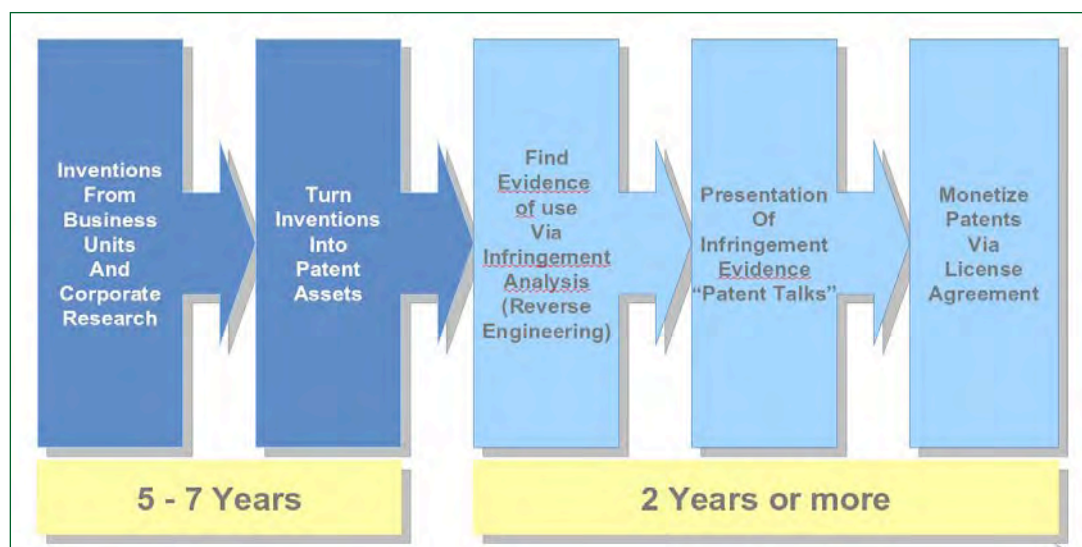 Inventions
From
Business
Units
And
Corporate
Research
Turn
Inventions
Into
Patent
Assets
Find
Evidence
of use
Via
Infringement
Analysis
(Reverse
Engineering)
Presentation
Of
Infringement
Evidence
“Patent Talks”
Monetize
Patents
Via
License
Agreement
5 - 7 Years
2 Years or more